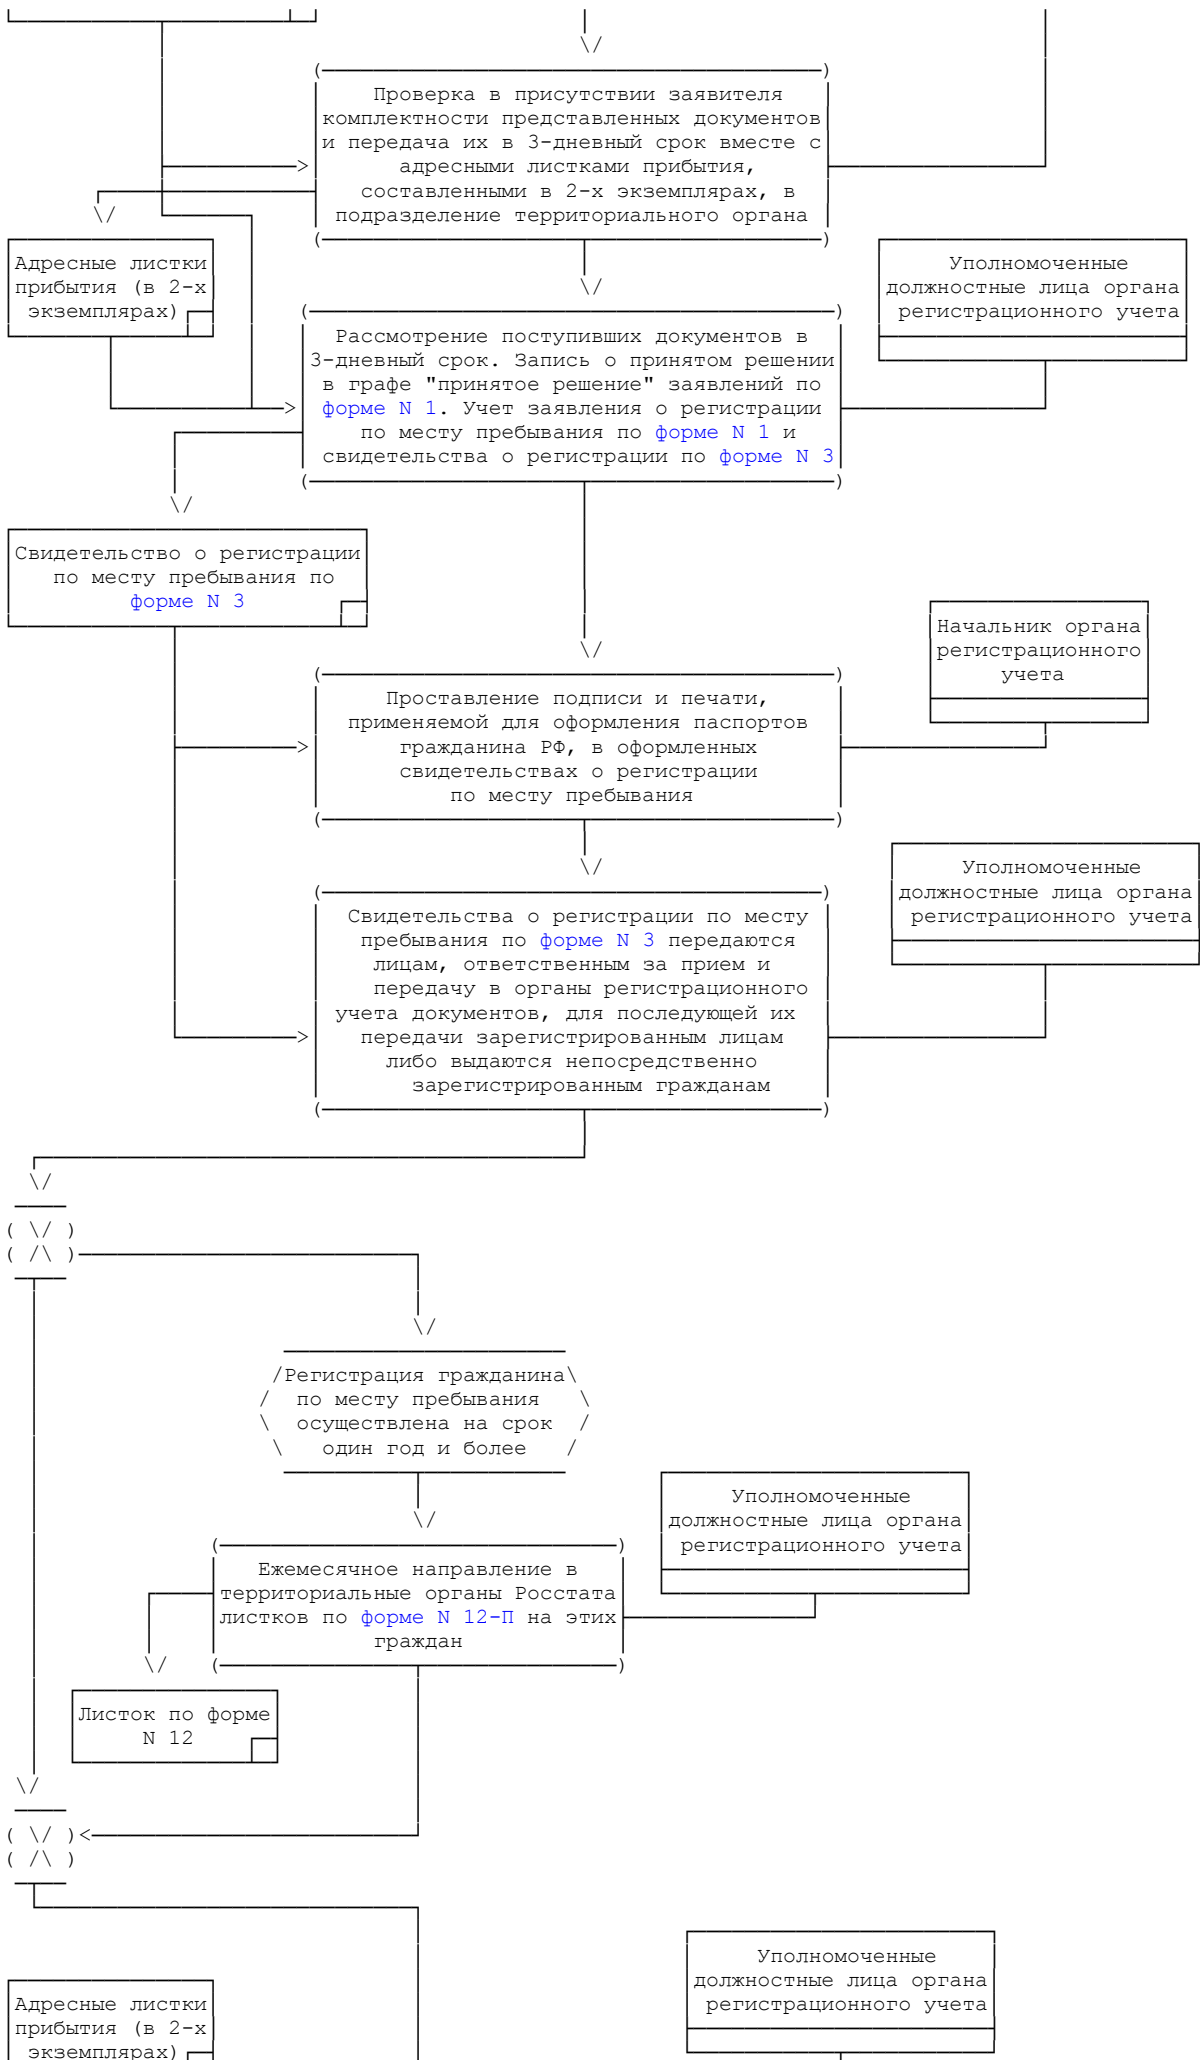 Проверка в присутствии заявителя
комплектности представленных документов
и передача их в 3-дневный срок вместе с
адресными листками прибытия,
составленными в 2-х экземплярах, в
подразделение территориального органа
Адресные листки
прибытия (в 2-х
экземплярах)
Уполномоченные
должностные лица органа
регистрационного учета
Рассмотрение поступивших документов в
3-дневный срок. Запись о принятом решении
в графе "принятое решение" заявлений по
форме N 1. Учет заявления о регистрации
по месту пребывания по форме N 1 и
свидетельства о регистрации по форме N 3
Свидетельство о регистрации
по месту пребывания по
форме N 3
Начальник органа
регистрационного
учета
Проставление подписи и печати,
применяемой для оформления паспортов
гражданина РФ, в оформленных
свидетельствах о регистрации
по месту пребывания
Уполномоченные
должностные лица органа
регистрационного учета
Свидетельства о регистрации по месту
пребывания по форме N 3 передаются
лицам, ответственным за прием и
передачу в органы регистрационного
учета документов, для последующей их
передачи зарегистрированным лицам
либо выдаются непосредственно
зарегистрированным гражданам
Регистрация гражданина
по месту пребывания
осуществлена на срок
один год и более
Уполномоченные
должностные лица органа
регистрационного учета
Ежемесячное направление в
территориальные органы Росстата
листков по форме N 12-П на этих
граждан
Листок по форме
N 12
Уполномоченные
должностные лица органа
регистрационного учета
Адресные листки
прибытия (в 2-х
экземплярах)